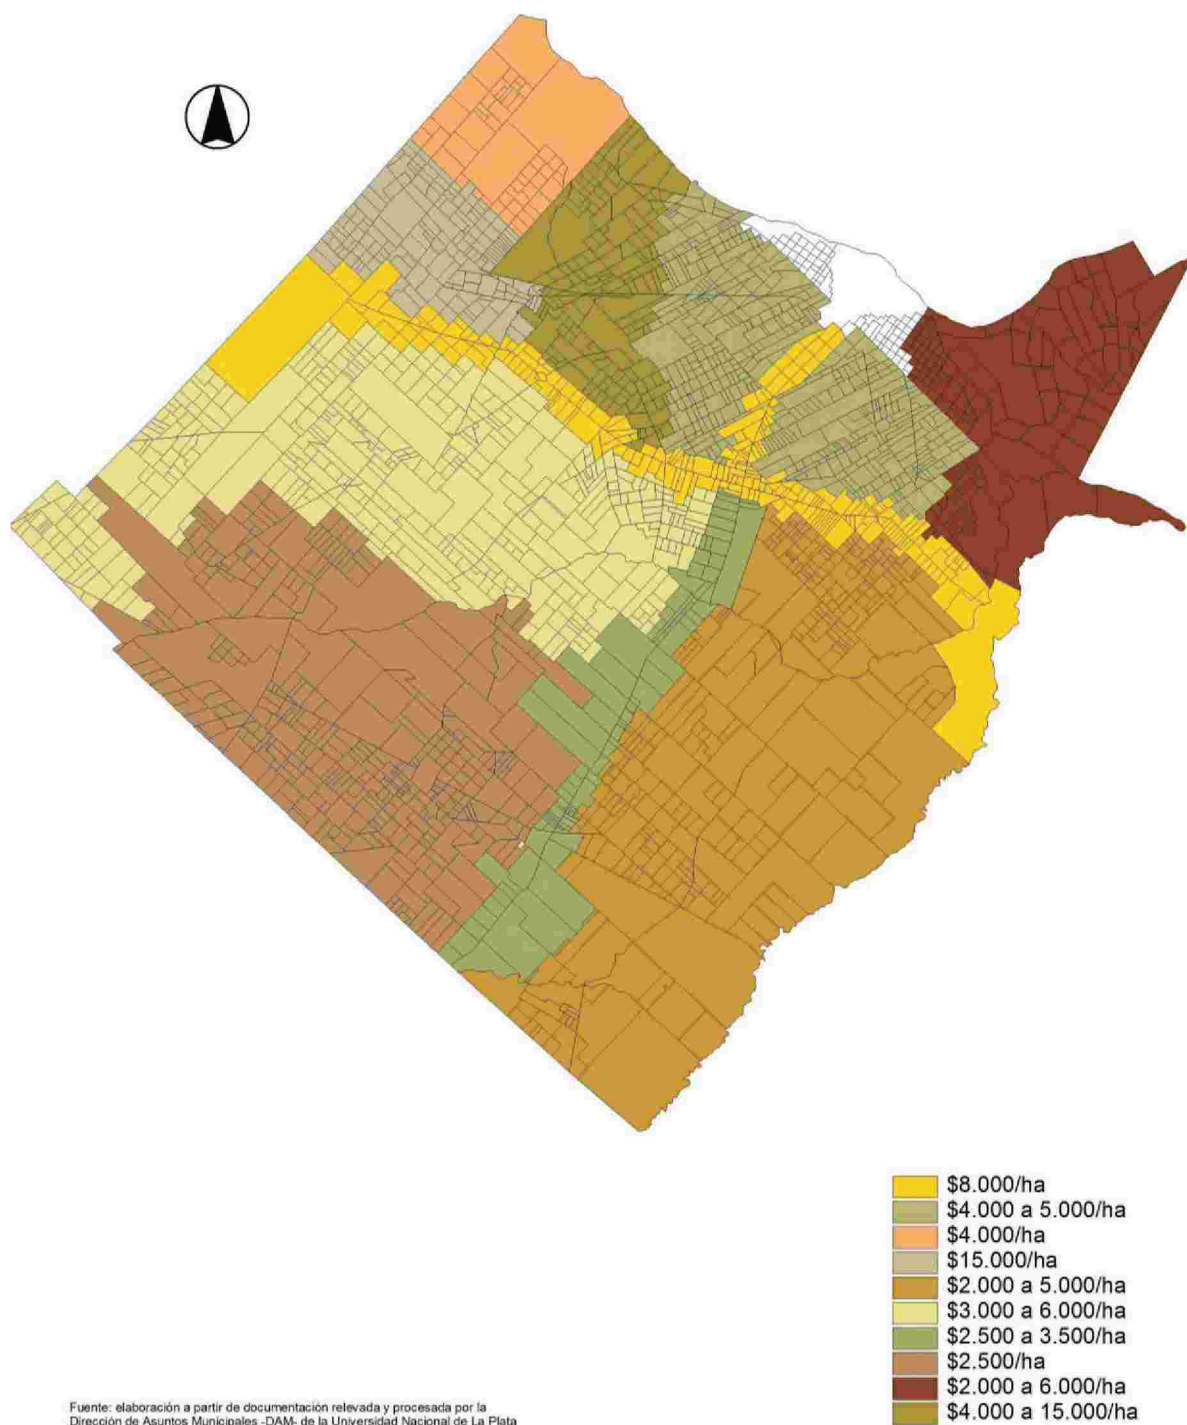 $8.000/ha
$4.000 a 5.000/ha
$4.000/ha
$15.000/ha
$2.000 a 5.000/ha
$3.000 a 6.000/ha
$2.500 a 3.500/ha
$2.500/ha
$2.000 a 6.000/ha
$4.000 a 15.000/ha
Fuente: elaboración a partir de documentación relevada y procesada por la
Dirección de Asuntos Municipales -DAM- de la Universidad Nacional de La Plata